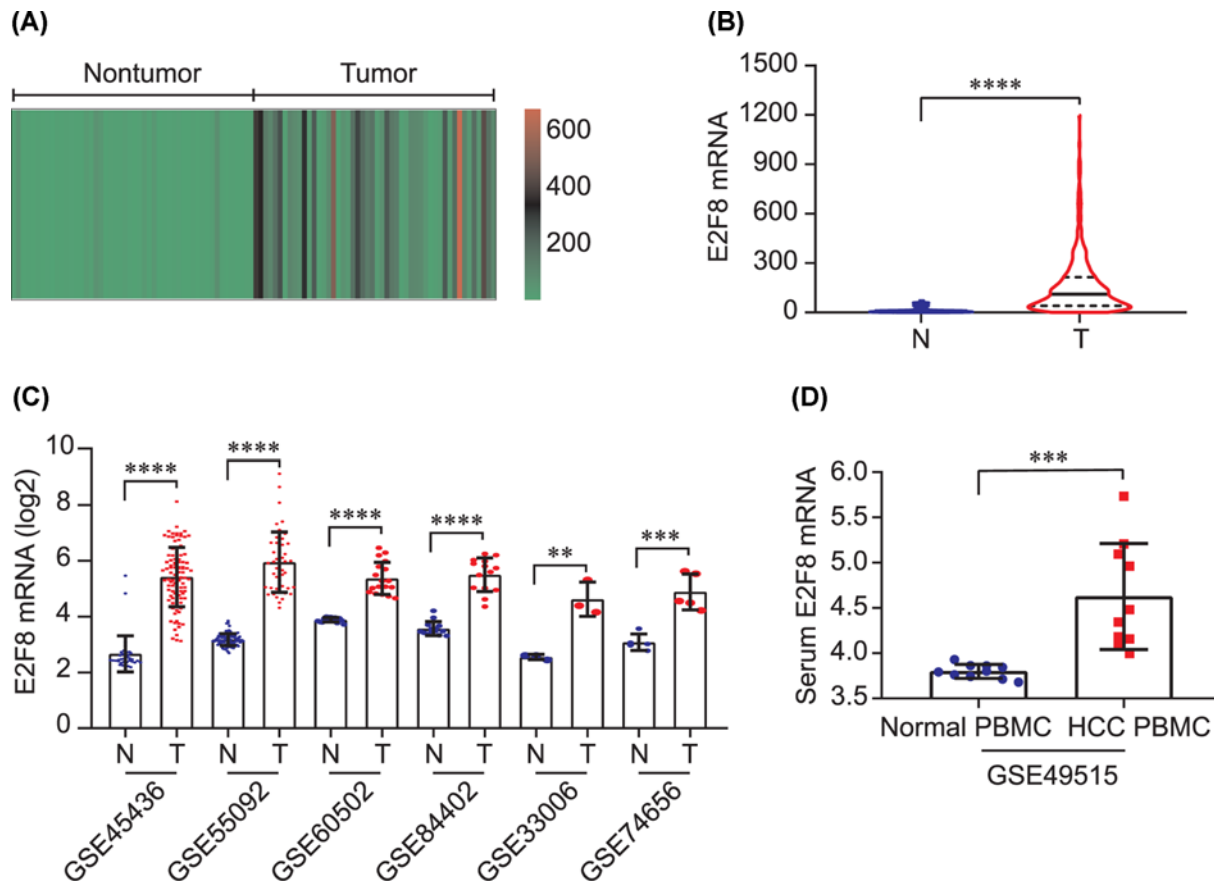 (A)
Nontumor Tumor
600
400
200
(B)
E2F8 mRNA
1500
1200
900
600
300
0
****
N T
(C)
E2F8 mRNA (log2)
10
8
6
4
2
0
**** **** **** **** ** ***
N T N T N T N T N T N T
GSE45436 GSE55092 GSE60502 GSE84402 GSE33006 GSE74656
(D)
Serum E2F8 mRNA
6.0
5.5
5.0
4.5
4.0
3.5
***
Normal PBMC HCC PBMC
GSE49515